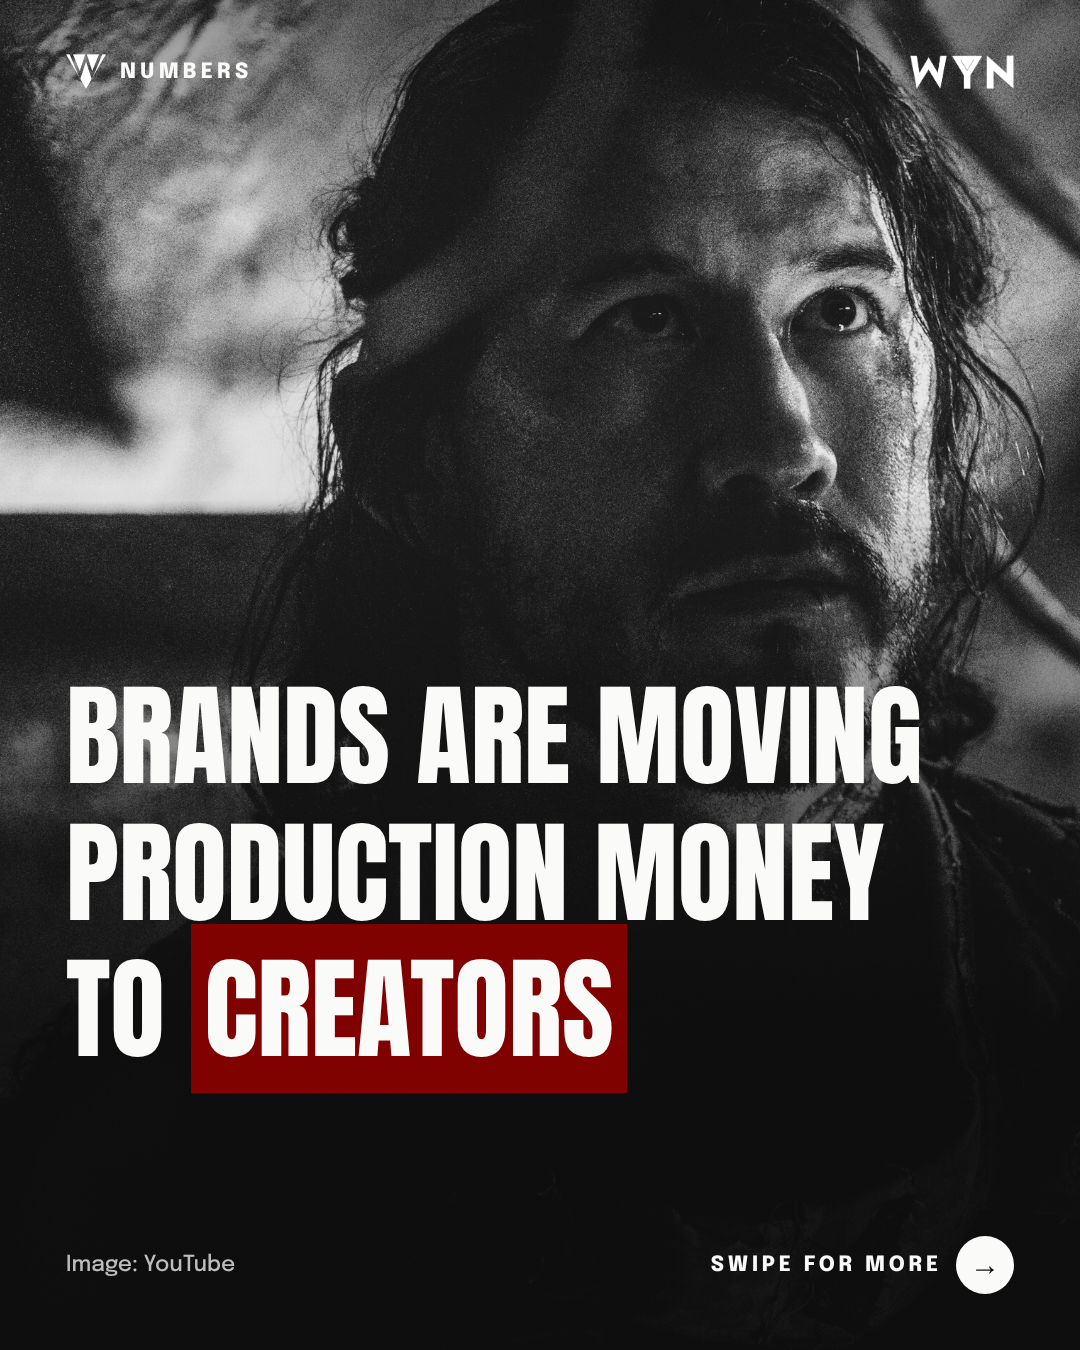 NUMBERS
WYN
BRANDS ARE MOVING
PRODUCTION MONEY
TO CREATORS
Image: YouTube
SWIPE FOR MORE →